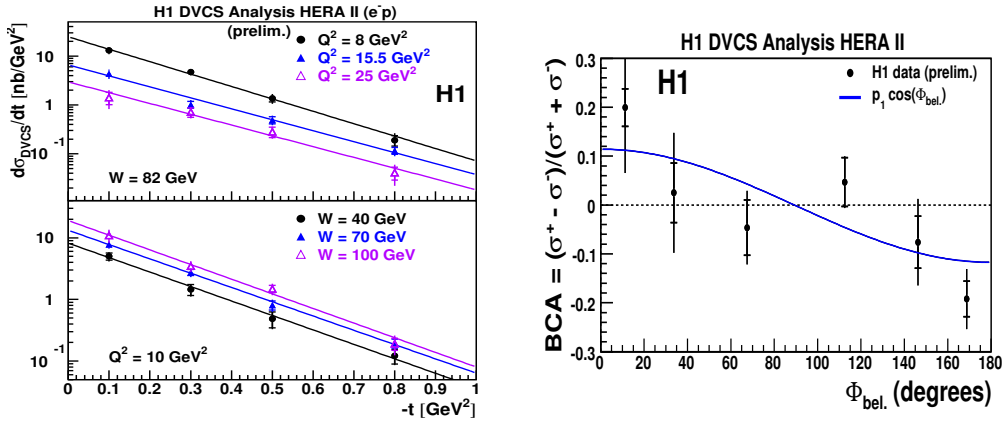 H1 DVCS Analysis HERA II (e⁻p)
(prelim.)
dσ_DVCS/dt [nb/GeV²]
10
1
10⁻¹
Q² = 8 GeV²
Q² = 15.5 GeV²
Q² = 25 GeV²
H1
W = 82 GeV
10
1
10⁻¹
W = 40 GeV
W = 70 GeV
W = 100 GeV
Q² = 10 GeV²
0 0.1 0.2 0.3 0.4 0.5 0.6 0.7 0.8 0.9 1
-t [GeV²]
H1 DVCS Analysis HERA II
BCA = (σ⁺ - σ⁻)/(σ⁺ + σ⁻)
0.3
0.2
0.1
0
-0.1
-0.2
-0.3
H1
H1 data (prelim.)
p₁ cos(Φ_bel.)
0 20 40 60 80 100 120 140 160 180
Φ_bel. (degrees)